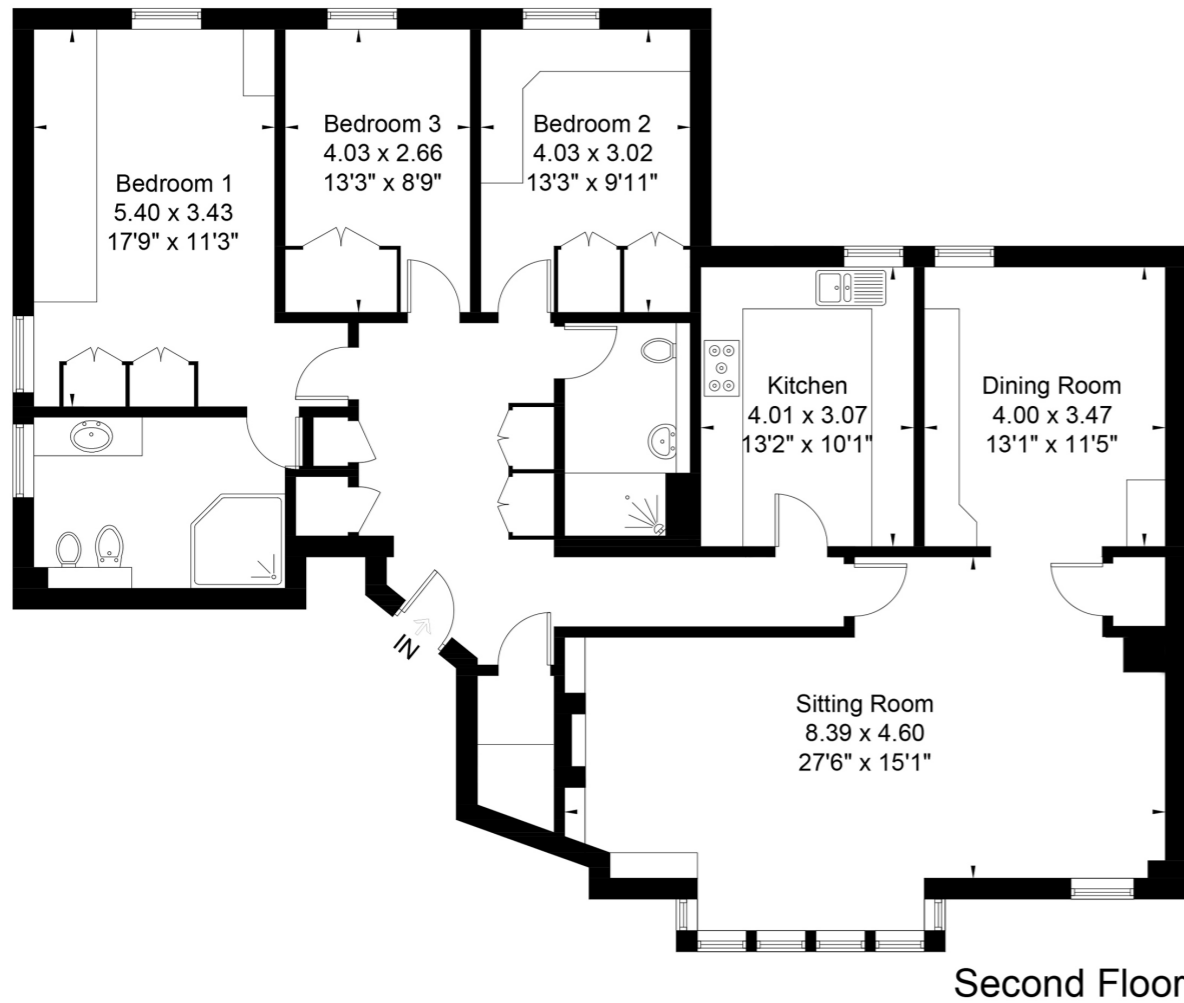 Bedroom 1
5.40 x 3.43
17'9" x 11'3"
Bedroom 3
4.03 x 2.66
13'3" x 8'9"
Bedroom 2
4.03 x 3.02
13'3" x 9'11"
Kitchen
4.01 x 3.07
13'2" x 10'1"
Dining Room
4.00 x 3.47
13'1" x 11'5"
IN
Sitting Room
8.39 x 4.60
27'6" x 15'1"
Second Floor